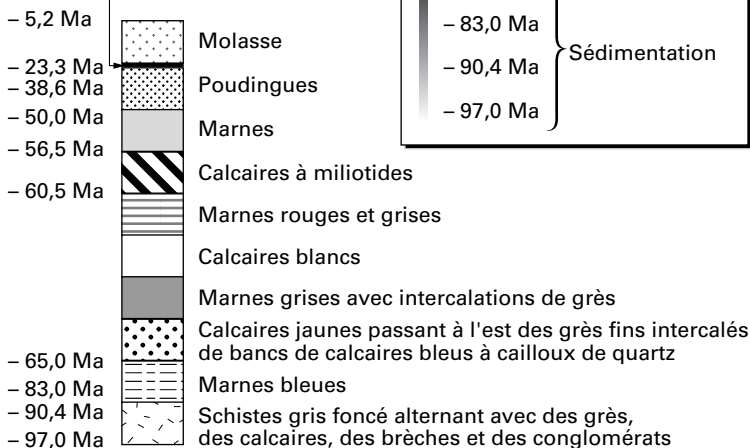 – 5,2 Ma
Molasse
– 23,3 Ma
– 38,6 Ma
Poudingues
– 50,0 Ma
Marnes
– 56,5 Ma
Calcaires à miliotides
– 60,5 Ma
Marnes rouges et grises
Calcaires blancs
Marnes grises avec intercalations de grès
Calcaires jaunes passant à l'est des grès fins intercalés
de bancs de calcaires bleus à cailloux de quartz
– 65,0 Ma
Marnes bleues
– 83,0 Ma
– 90,4 Ma
Schistes gris foncé alternant avec des grès,
des calcaires, des brèches et des conglomérats
– 97,0 Ma
– 83,0 Ma
– 90,4 Ma
– 97,0 Ma
Sédimentation